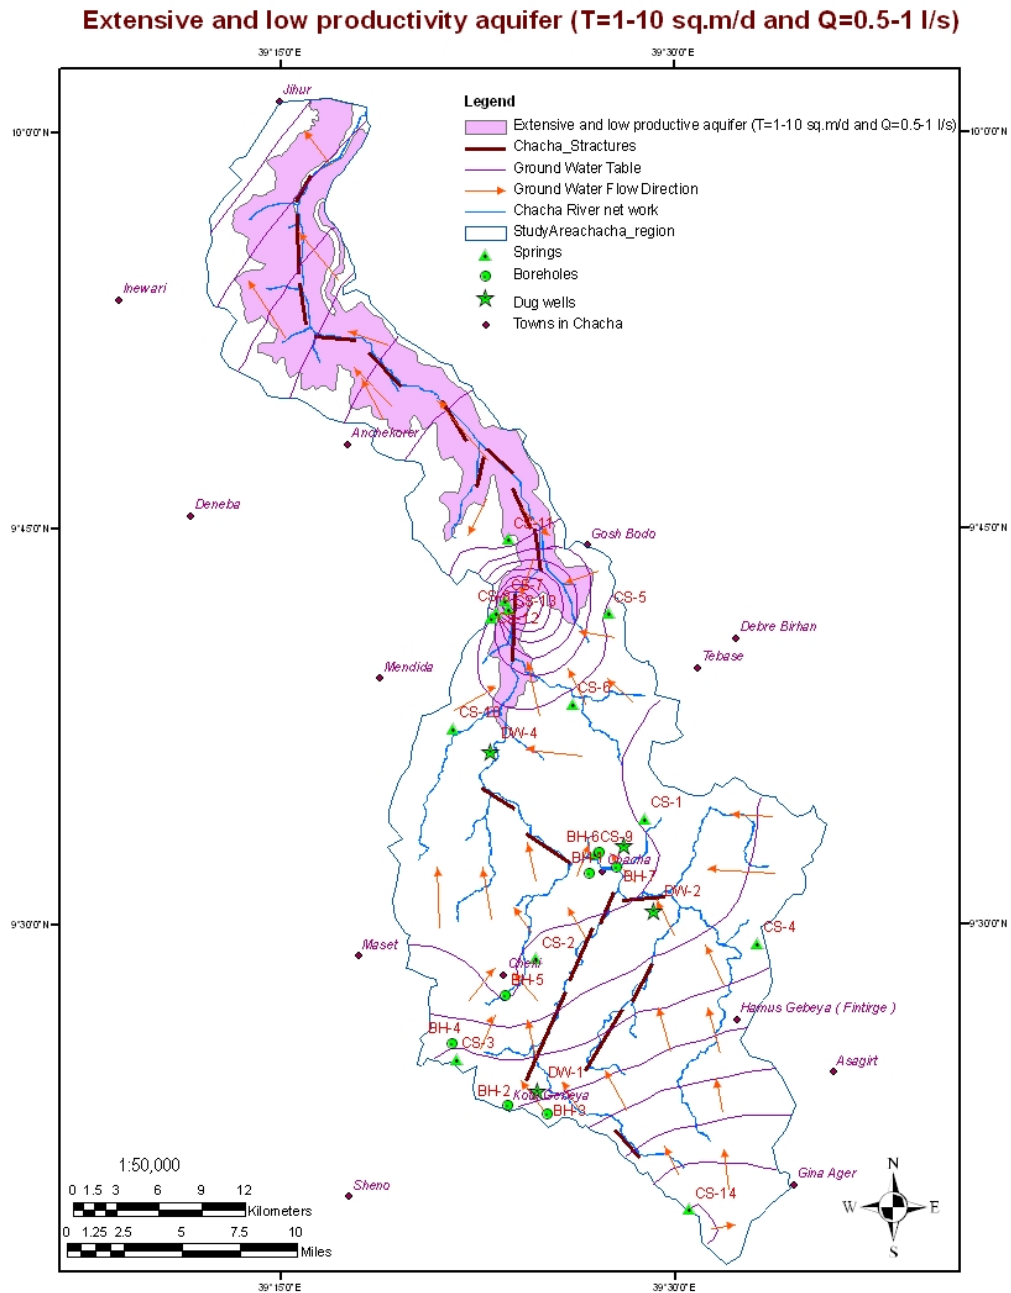 Extensive and low productivity aquifer (T=1-10 sq.m/d and Q=0.5-1 l/s)
39°15'0"E
39°30'0"E
Jihur
Legend
10°0'0"N
10°0'0"N
Extensive and low productive aquifer (T=1-10 sq.m/d and Q=0.5-1 l/s)
Chacha_Stractures
Ground Water Table
Ground Water Flow Direction
Chacha River net work
StudyAreachacha_region
Springs
Boreholes
Dug wells
Towns in Chacha
Inewari
Anchekorer
Deneba
9°45'0"N
9°45'0"N
CS-11
Gosh Bodo
CS-7
CS-13
CS-12
CS-5
Debre Birhan
Tebase
Mendida
CS-6
DW-4
CS-1
BH-6
CS-9
Chacha
BH-7
DW-2
9°30'0"N
9°30'0"N
CS-4
Maset
CS-2
Cheki
BH-5
Hamus Gebeya ( Fintirge )
BH-4
CS-3
Asagirt
DW-1
BH-2
BH-3
1:50,000
Sheno
Gina Ager
CS-14
0 1.5 3 6 9 12
Kilometers
0 1.25 2.5 5 7.5 10
Miles
N
W
E
S
39°15'0"E
39°30'0"E